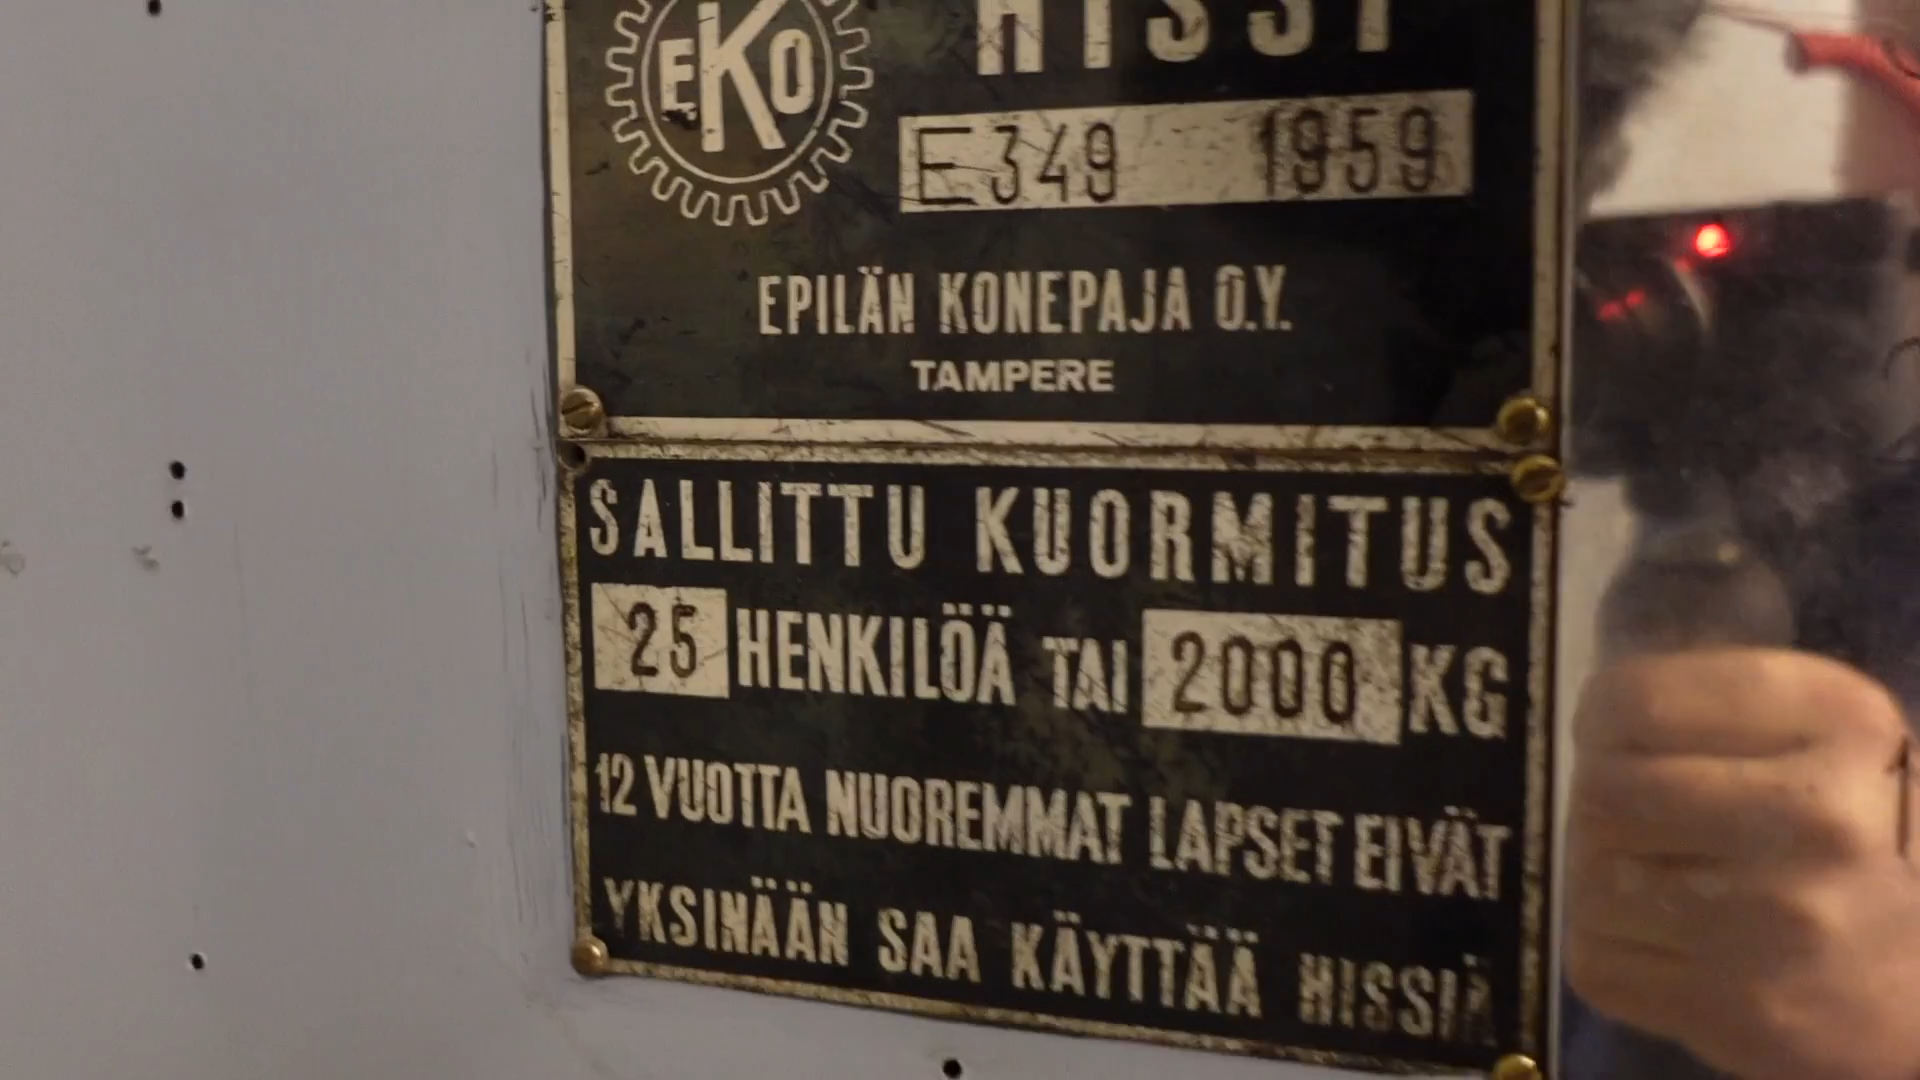 EKO
HISSI
E 349 1959
EPILÄN KONEPAJA O.Y.
TAMPERE
SALLITTU KUORMITUS
25 HENKILÖÄ TAI 2000 KG
12 VUOTTA NUOREMMAT LAPSET EIVÄT
YKSINÄÄN SAA KÄYTTÄÄ HISSIÄ